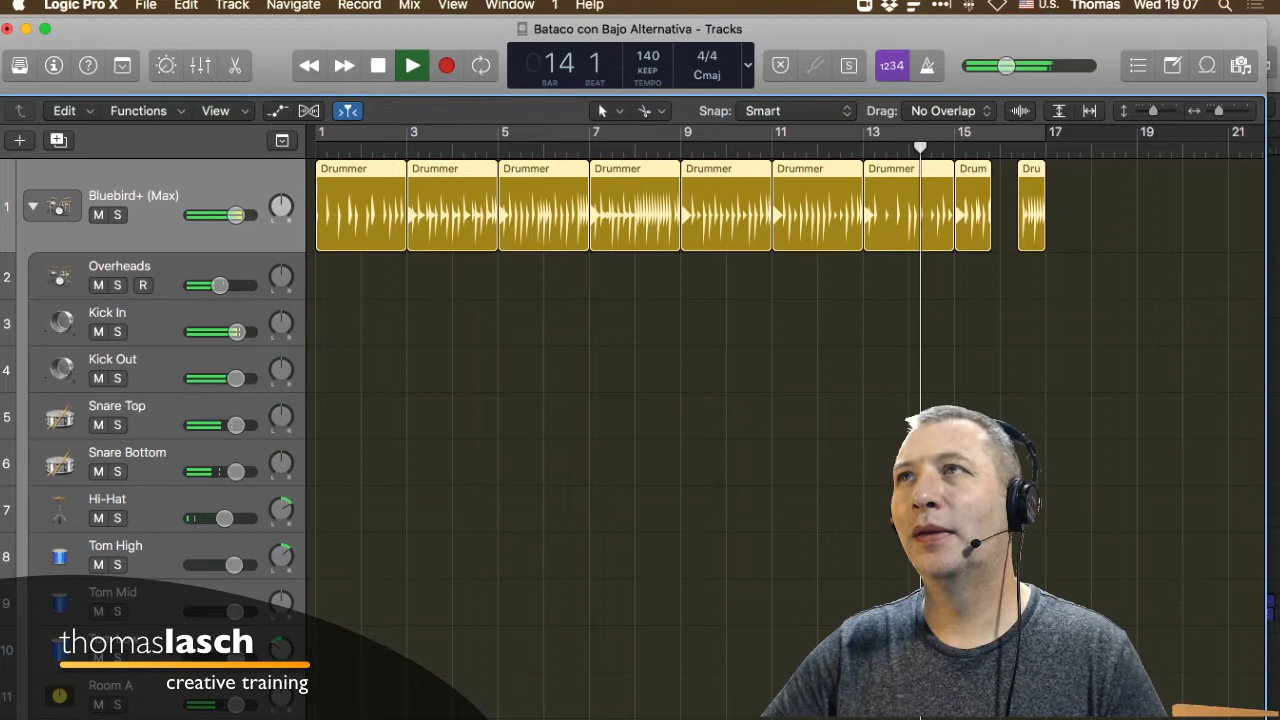 Logic Pro X File Edit Track Navigate Record Mix View Window 1 Help U.S. Thomas Wed 19 07
Bataco con Bajo Alternativa - Tracks
014 1 140 4/4
KEEP Cmaj
BAR BEAT TEMPO
S 1234
Edit Functions View Snap: Smart Drag: No Overlap
1 3 5 7 9 11 13 15 17 19 21
Drummer Drummer Drummer Drummer Drummer Drummer Drummer Drum Dru
1 Bluebird+ (Max)
M S
L R
2 Overheads
M S R
L R
3 Kick In
M S
L R
4 Kick Out
M S
L R
5 Snare Top
M S
L R
6 Snare Bottom
M S
L R
7 Hi-Hat
M S
L R
8 Tom High
M S
L R
9 Tom Mid
M S
10
11 Room A
M S
thomaslasch
creative training